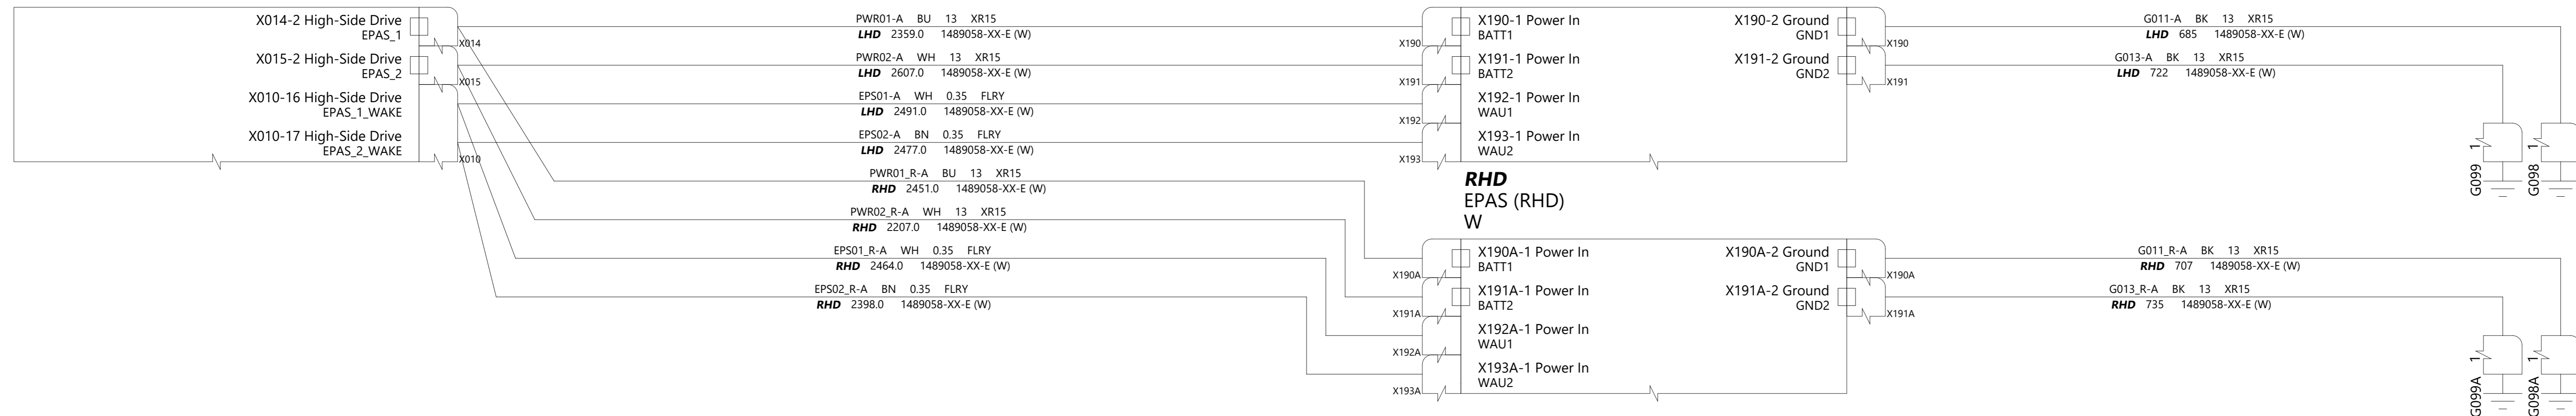 X014-2 High-Side Drive
EPAS_1
X014
X015-2 High-Side Drive
EPAS_2
X015
X010-16 High-Side Drive
EPAS_1_WAKE
X010-17 High-Side Drive
EPAS_2_WAKE
X010
PWR01-A BU 13 XR15
LHD 2359.0 1489058-XX-E (W)
PWR02-A WH 13 XR15
LHD 2607.0 1489058-XX-E (W)
EPS01-A WH 0.35 FLRY
LHD 2491.0 1489058-XX-E (W)
EPS02-A BN 0.35 FLRY
LHD 2477.0 1489058-XX-E (W)
PWR01_R-A BU 13 XR15
RHD 2451.0 1489058-XX-E (W)
PWR02_R-A WH 13 XR15
RHD 2207.0 1489058-XX-E (W)
EPS01_R-A WH 0.35 FLRY
RHD 2464.0 1489058-XX-E (W)
EPS02_R-A BN 0.35 FLRY
RHD 2398.0 1489058-XX-E (W)
X190-1 Power In
BATT1
X190
X191-1 Power In
BATT2
X191
X192-1 Power In
WAU1
X192
X193-1 Power In
WAU2
X193
X190-2 Ground
GND1
X190
X191-2 Ground
GND2
X191
G011-A BK 13 XR15
LHD 685 1489058-XX-E (W)
G013-A BK 13 XR15
LHD 722 1489058-XX-E (W)
1
G099
1
G098
RHD
EPAS (RHD)
W
X190A-1 Power In
BATT1
X190A
X191A-1 Power In
BATT2
X191A
X192A-1 Power In
WAU1
X192A
X193A-1 Power In
WAU2
X193A
X190A-2 Ground
GND1
X190A
X191A-2 Ground
GND2
X191A
G011_R-A BK 13 XR15
RHD 707 1489058-XX-E (W)
G013_R-A BK 13 XR15
RHD 735 1489058-XX-E (W)
1
G099A
1
G098A